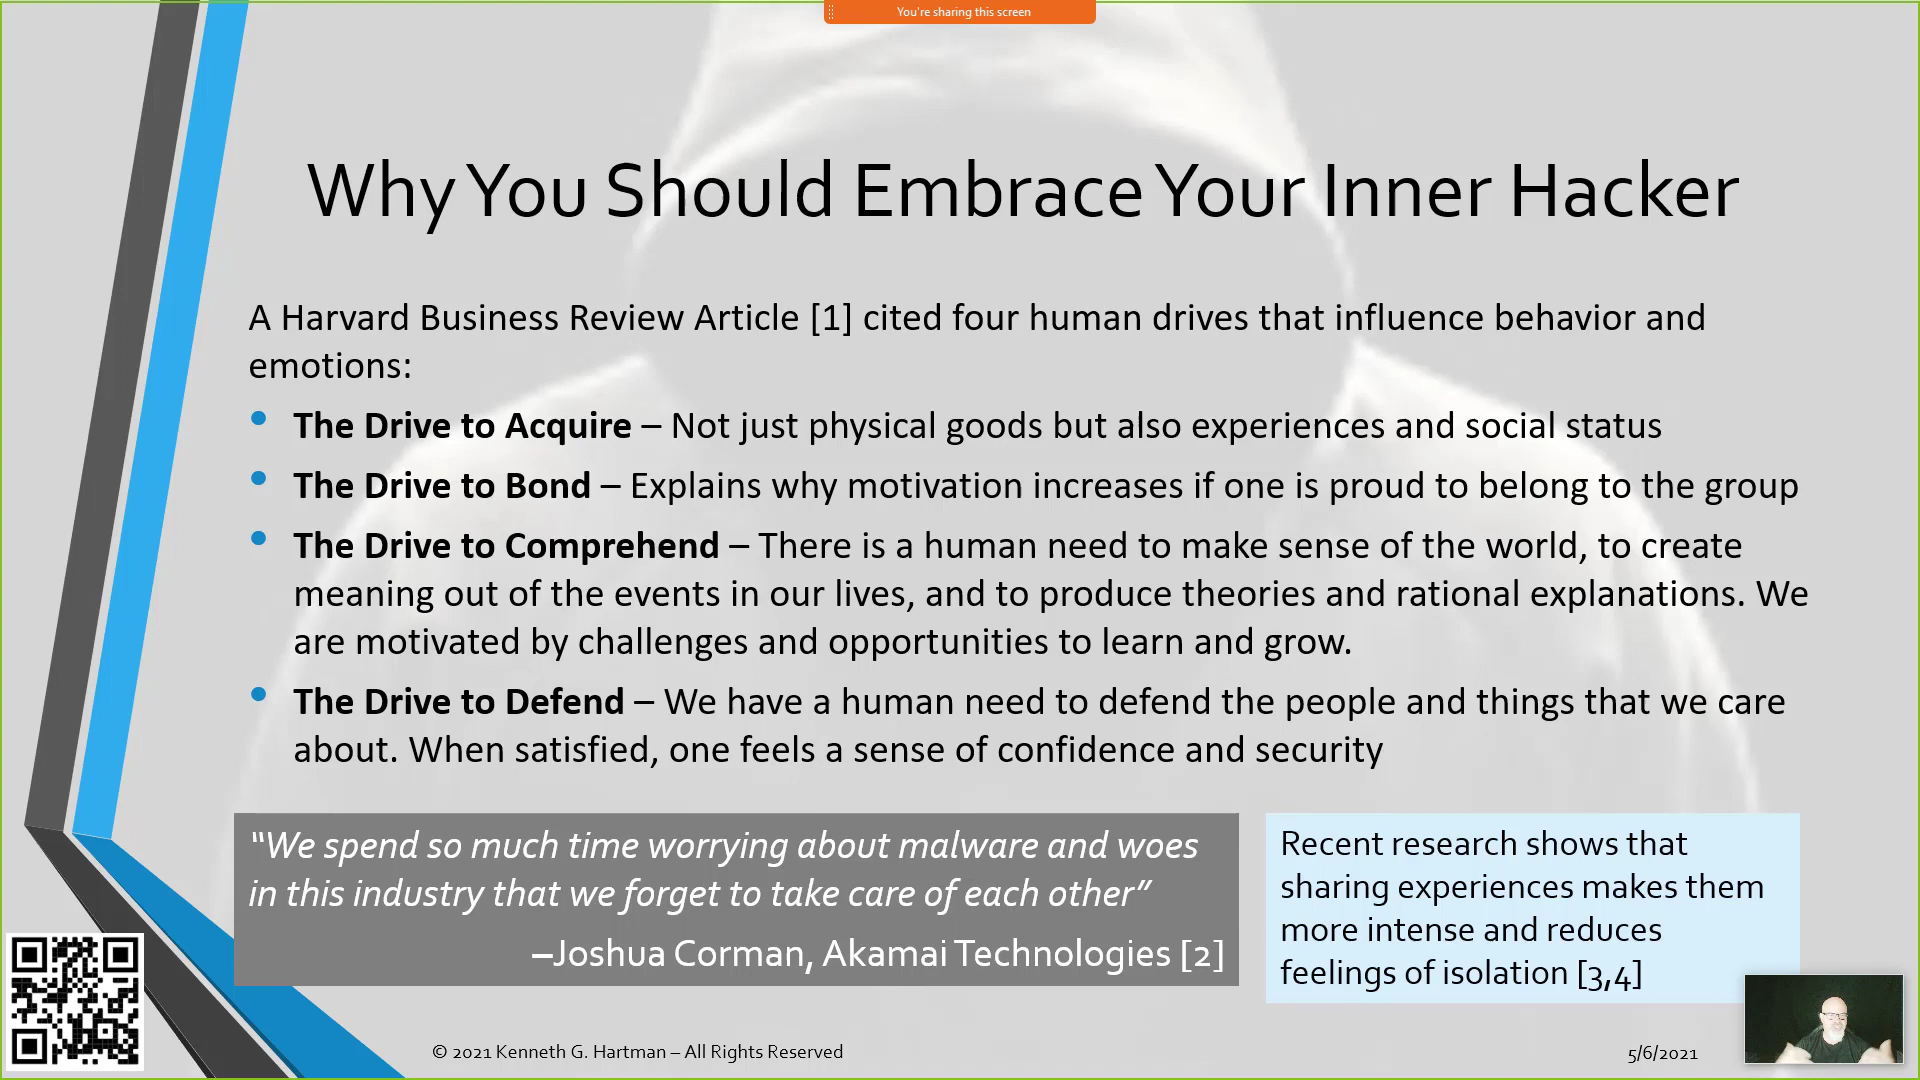 You're sharing this screen
Why You Should Embrace Your Inner Hacker
A Harvard Business Review Article [1] cited four human drives that influence behavior and
emotions:
• The Drive to Acquire – Not just physical goods but also experiences and social status
• The Drive to Bond – Explains why motivation increases if one is proud to belong to the group
• The Drive to Comprehend – There is a human need to make sense of the world, to create
meaning out of the events in our lives, and to produce theories and rational explanations. We
are motivated by challenges and opportunities to learn and grow.
• The Drive to Defend – We have a human need to defend the people and things that we care
about. When satisfied, one feels a sense of confidence and security
“We spend so much time worrying about malware and woes
in this industry that we forget to take care of each other”
–Joshua Corman, Akamai Technologies [2]
Recent research shows that
sharing experiences makes them
more intense and reduces
feelings of isolation [3,4]
© 2021 Kenneth G. Hartman – All Rights Reserved
5/6/2021